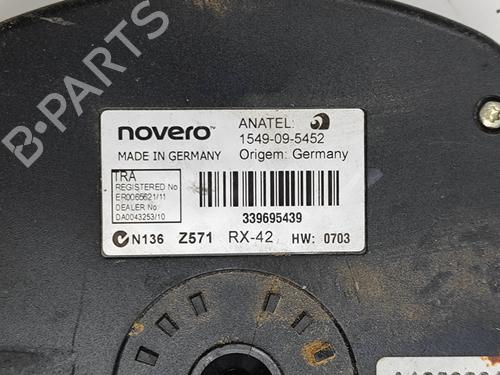 B-PARTS
novero™
ANATEL:
1549-09-5452
MADE IN GERMANY
Origem: Germany
TRA
REGISTERED No
ER0065621/11
DEALER No
DA0043253/10
339695439
N136 Z571 RX-42 HW: 0703